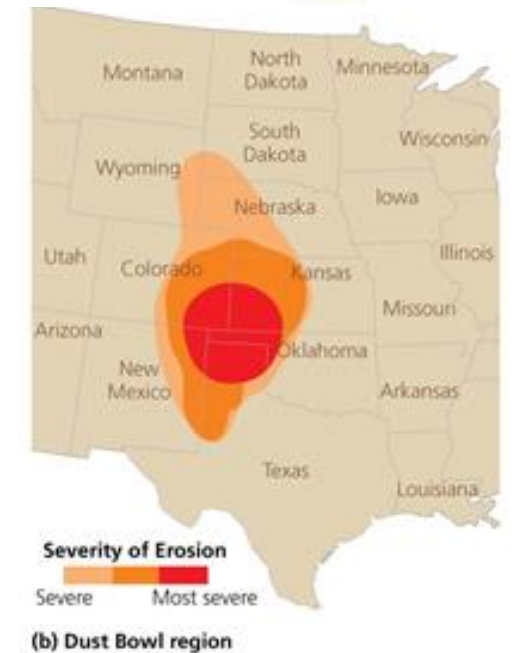 North
Dakota
Minnesota
Montana
South
Dakota
Wisconsin
Wyoming
Iowa
Nebraska
Illinois
Utah
Colorado
Kansas
Missouri
Arizona
Oklahoma
New
Mexico
Arkansas
Texas
Louisiana
Severity of Erosion
Severe Most severe
(b) Dust Bowl region